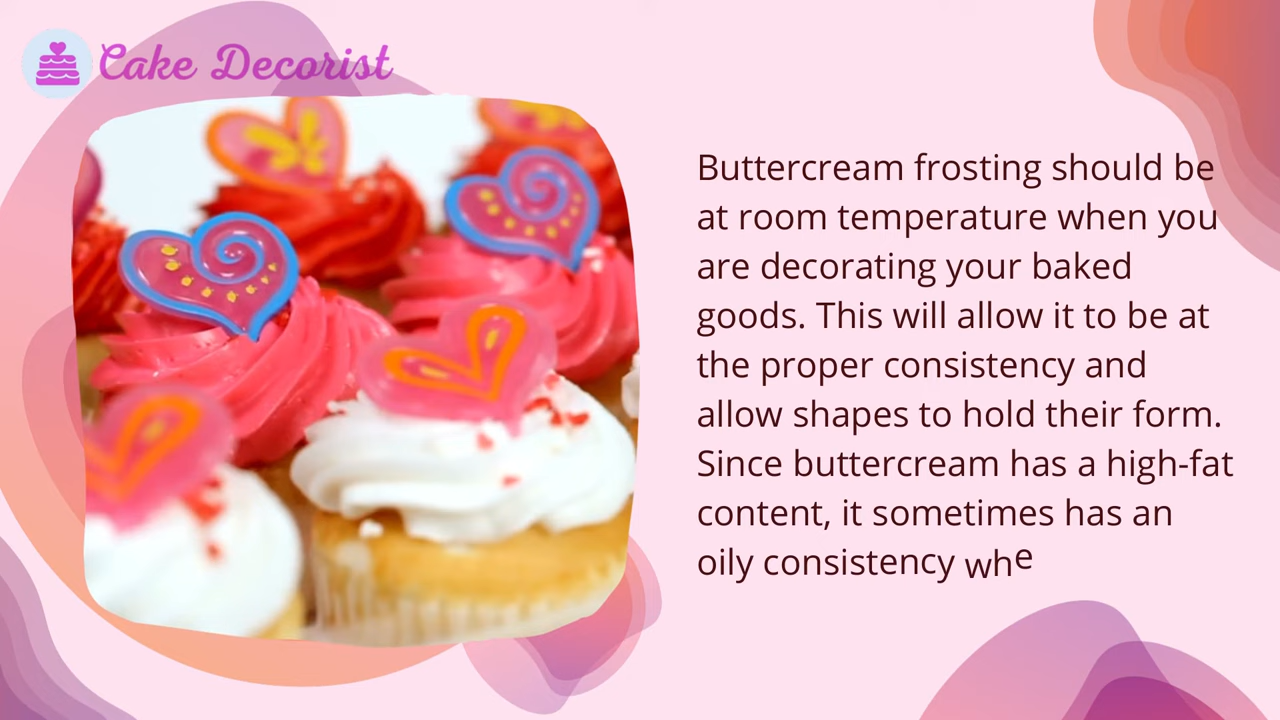 Cake Decorist
Buttercream frosting should be
at room temperature when you
are decorating your baked
goods. This will allow it to be at
the proper consistency and
allow shapes to hold their form.
Since buttercream has a high-fat
content, it sometimes has an
oily consistency whe